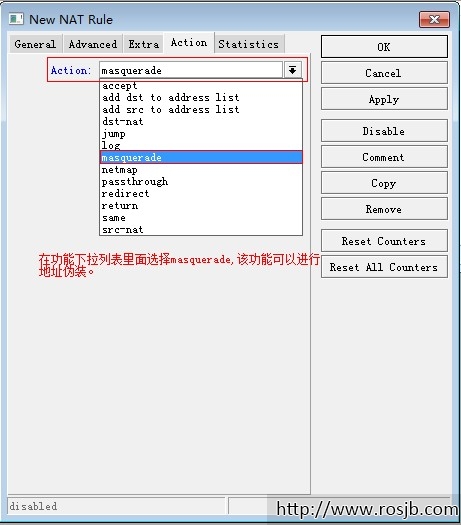 New NAT Rule
General Advanced Extra Action Statistics
Action: masquerade
accept
add dst to address list
add src to address list
dst-nat
jump
log
masquerade
netmap
passthrough
redirect
return
same
src-nat
OK
Cancel
Apply
Disable
Comment
Copy
Remove
Reset Counters
Reset All Counters
在功能下拉列表里面选择masquerade,该功能可以进行
地址伪装。
disabled
http://www.rosjb.com